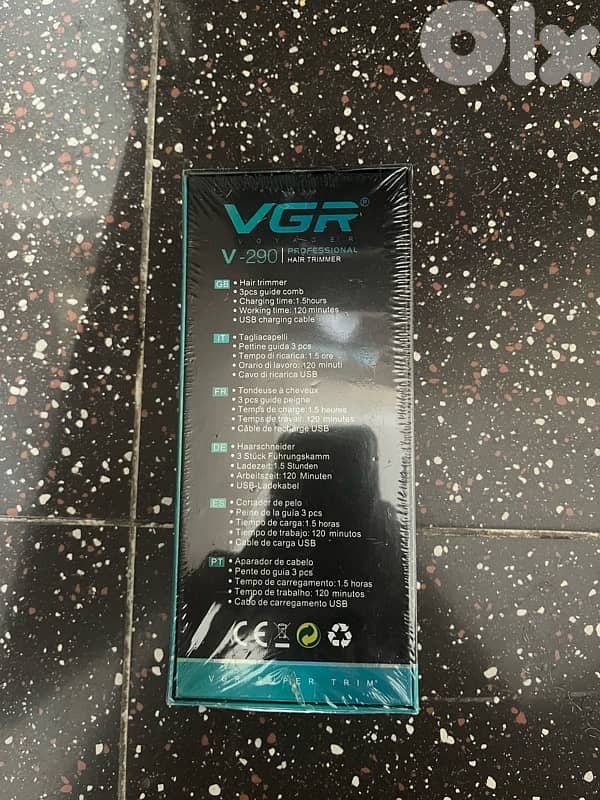 Olx
VGR®
VOYAGER
V-290 PROFESSIONAL
HAIR TRIMMER
GB • Hair trimmer
• 3pcs guide comb
• Charging time:1.5hours
• Working time: 120 minutes
• USB charging cable
IT • Tagliacapelli
• Pettine guida 3 pcs
• Tempo di ricarica: 1.5 ore
• Orario di lavoro: 120 minuti
• Cavo di ricarica USB
FR • Tondeuse à cheveux
• 3 pcs guide peigne
• Temps de charge: 1.5 heures
• Temps de travail: 120 minutes
• Câble de recharge USB
DE • Haarschneider
• 3 Stück Führungskamm
• Ladezeit:1.5 Stunden
• Arbeitszeit: 120 Minuten
• USB-Ladekabel
ES • Cortador de pelo
• Peine de la guía 3 pcs
• Tiempo de carga:1.5 horas
• Tiempo de trabajo: 120 minutos
• Cable de carga USB
PT • Aparador de cabelo
• Pente do guia 3 pcs
• Tempo de carregamento:1.5 horas
• Tempo de trabalho: 120 minutos
• Cabo de carregamento USB
CE
VGR SUPER TRIM